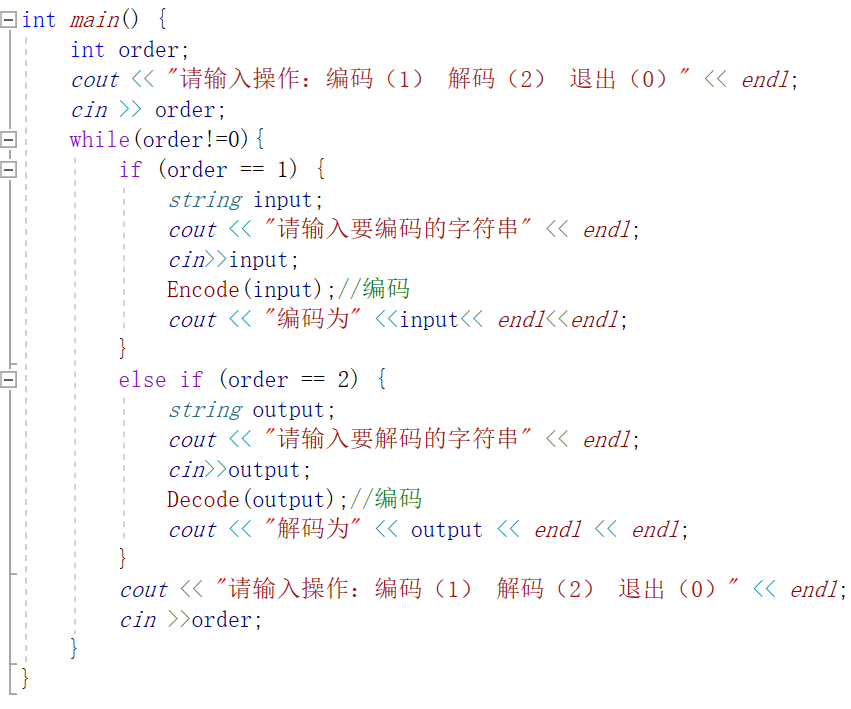 int main() {
int order;
cout << "请输入操作：编码（1） 解码（2） 退出（0）" << endl;
cin >> order;
while(order!=0){
if (order == 1) {
string input;
cout << "请输入要编码的字符串" << endl;
cin>>input;
Encode(input);//编码
cout << "编码为" <<input<< endl<<endl;
}
else if (order == 2) {
string output;
cout << "请输入要解码的字符串" << endl;
cin>>output;
Decode(output);//编码
cout << "解码为" << output << endl << endl;
}
cout << "请输入操作：编码（1） 解码（2） 退出（0）" << endl;
cin >>order;
}
}